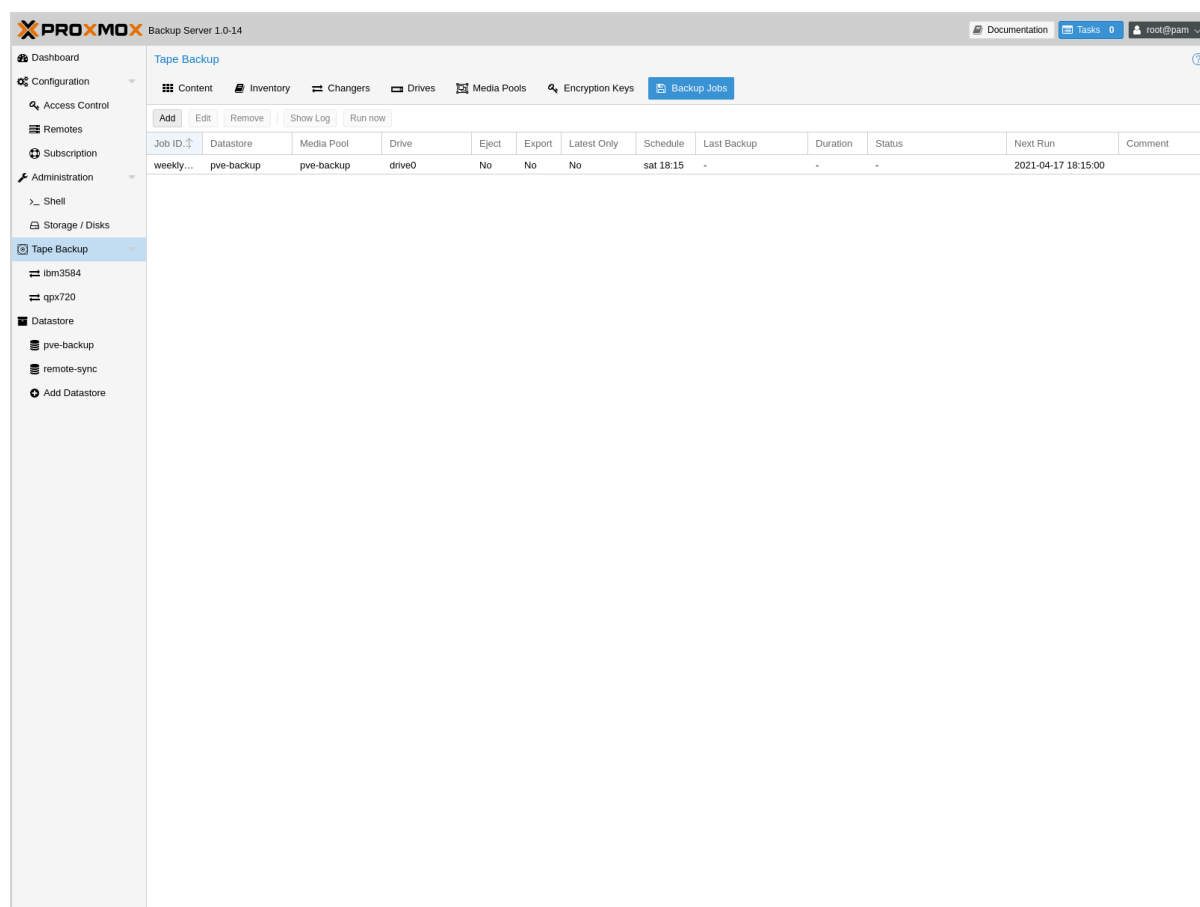 PROXMOX Backup Server 1.0-14 Documentation Tasks 0 root@pam
Dashboard
Configuration
Access Control
Remotes
Subscription
Administration
Shell
Storage / Disks
Tape Backup
ibm3584
qpx720
Datastore
pve-backup
remote-sync
Add Datastore
Tape Backup
Content Inventory Changers Drives Media Pools Encryption Keys Backup Jobs
Add Edit Remove Show Log Run now
Job ID. Datastore Media Pool Drive Eject Export Latest Only Schedule Last Backup Duration Status Next Run Comment
weekly… pve-backup pve-backup drive0 No No No sat 18:15 - - - 2021-04-17 18:15:00